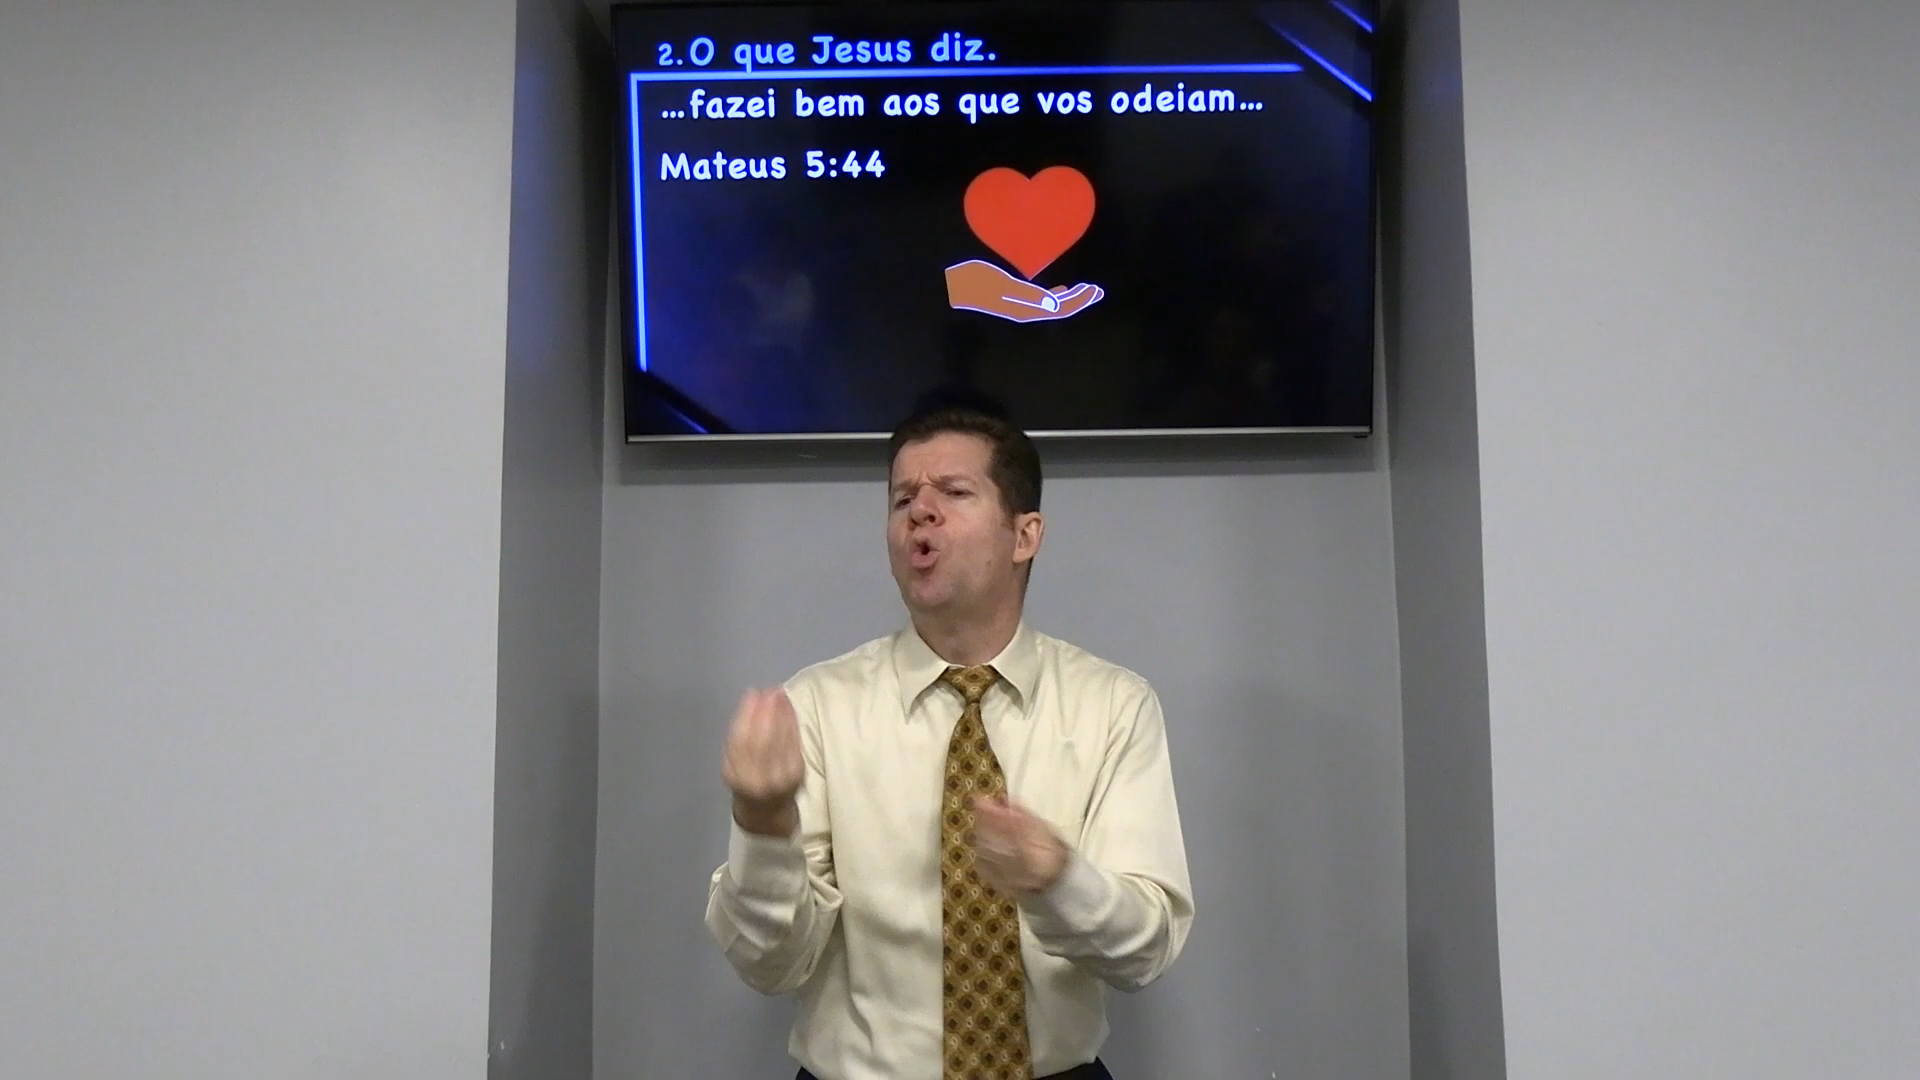 2. O que Jesus diz.
...fazei bem aos que vos odeiam...
Mateus 5:44